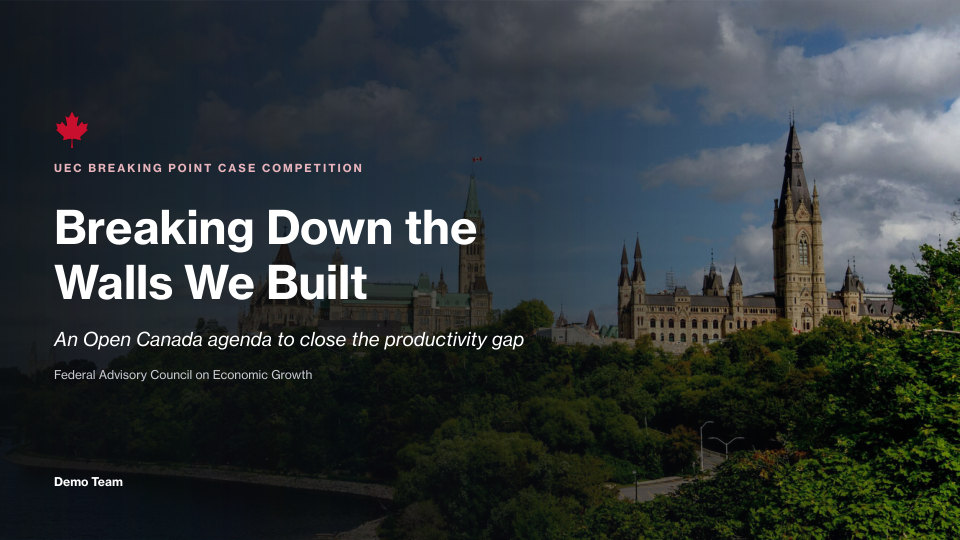 UEC BREAKING POINT CASE COMPETITION
Breaking Down the
Walls We Built
An Open Canada agenda to close the productivity gap
Federal Advisory Council on Economic Growth
Demo Team